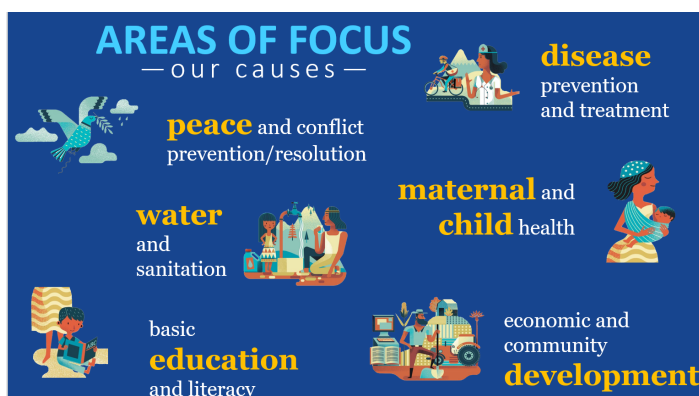 AREAS OF FOCUS
—our causes—
disease
prevention
and treatment
peace and conflict
prevention/resolution
maternal and
child health
water
and
sanitation
basic
education
and literacy
economic and
community
development